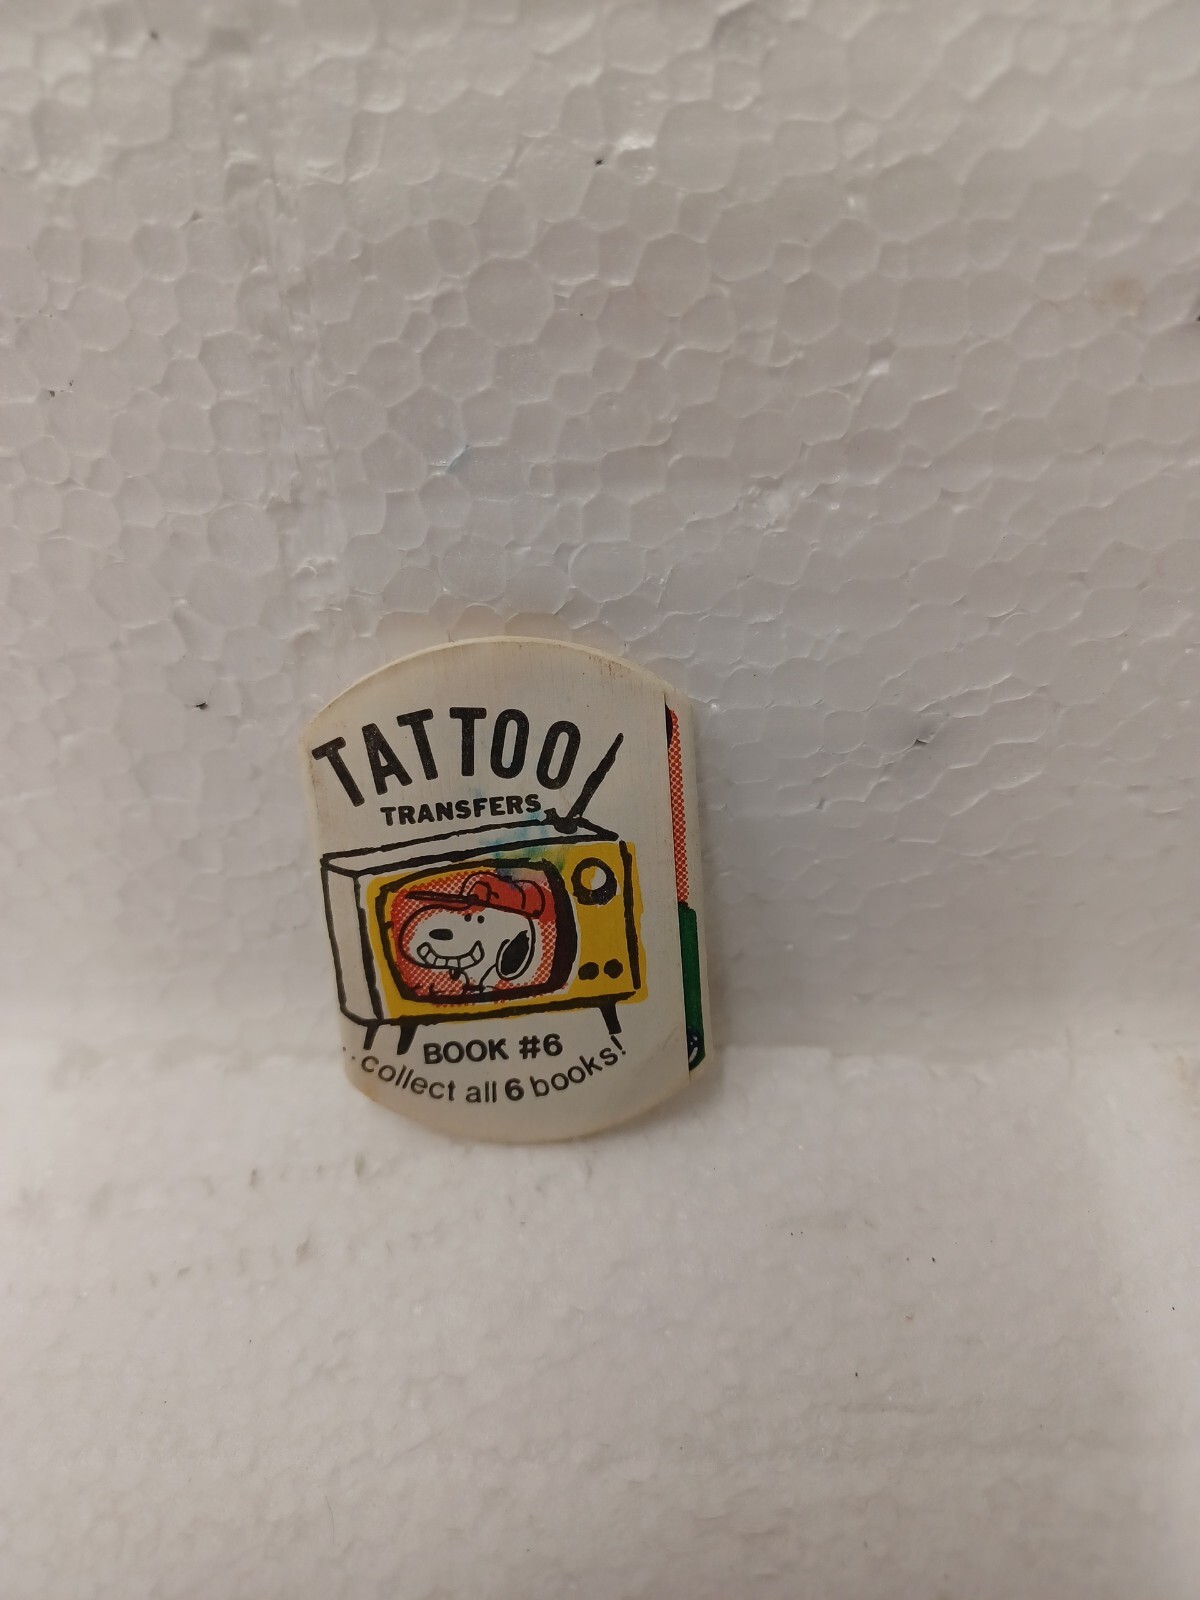 TATTOO
TRANSFERS
BOOK #6
..collect all 6 books!